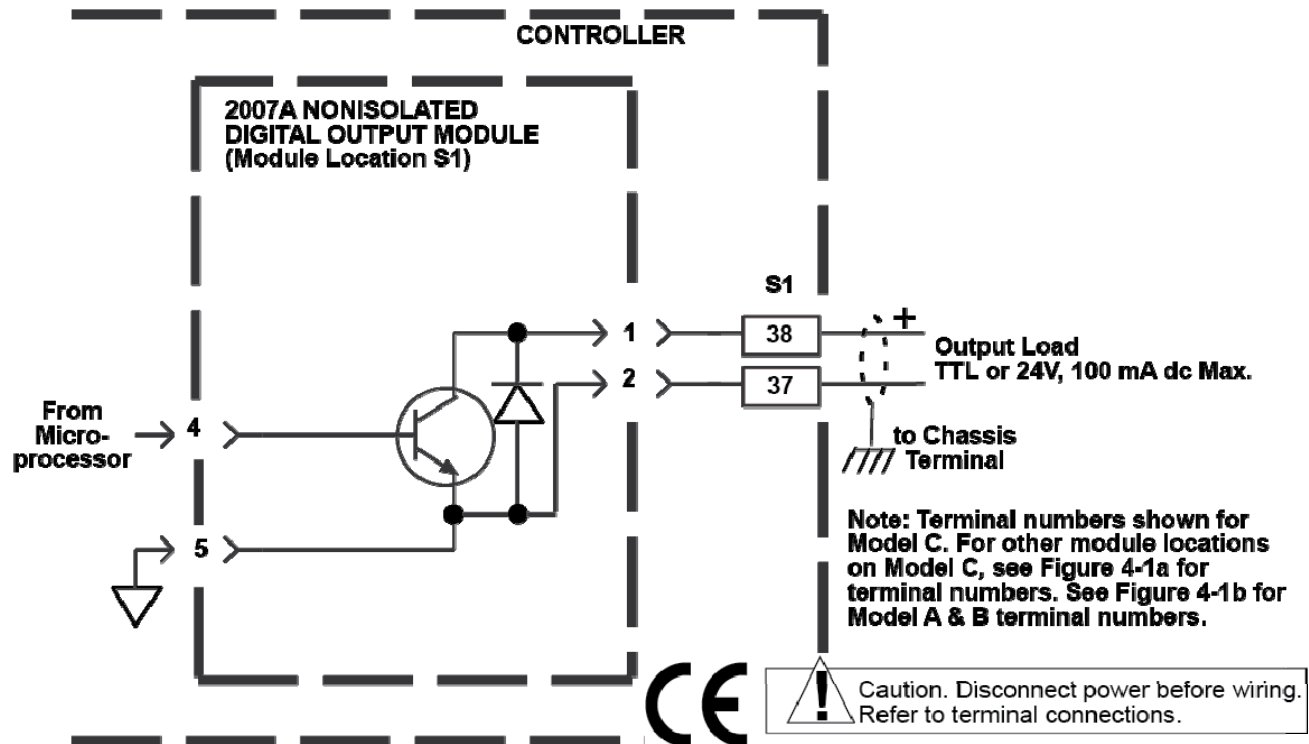 CONTROLLER
2007A NONISOLATED
DIGITAL OUTPUT MODULE
(Module Location S1)
S1
1
38
+
Output Load
TTL or 24V, 100 mA dc Max.
2
37
From
Micro-
processor
4
to Chassis
Terminal
5
Note: Terminal numbers shown for
Model C. For other module locations
on Model C, see Figure 4-1a for
terminal numbers. See Figure 4-1b for
Model A & B terminal numbers.
CE
!
Caution. Disconnect power before wiring.
Refer to terminal connections.